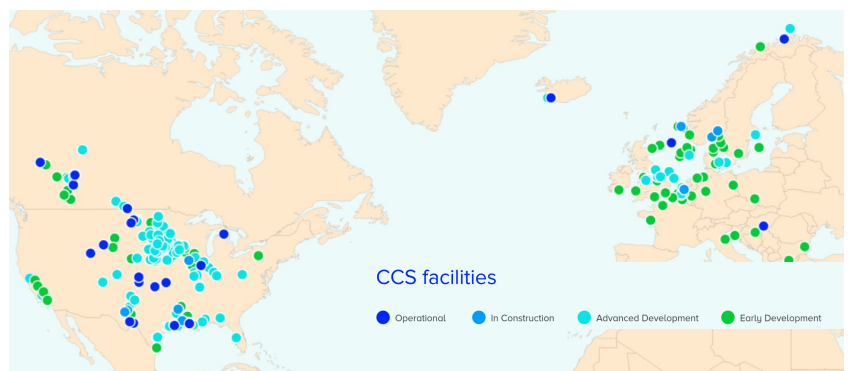 CCS facilities
Operational In Construction Advanced Development Early Development